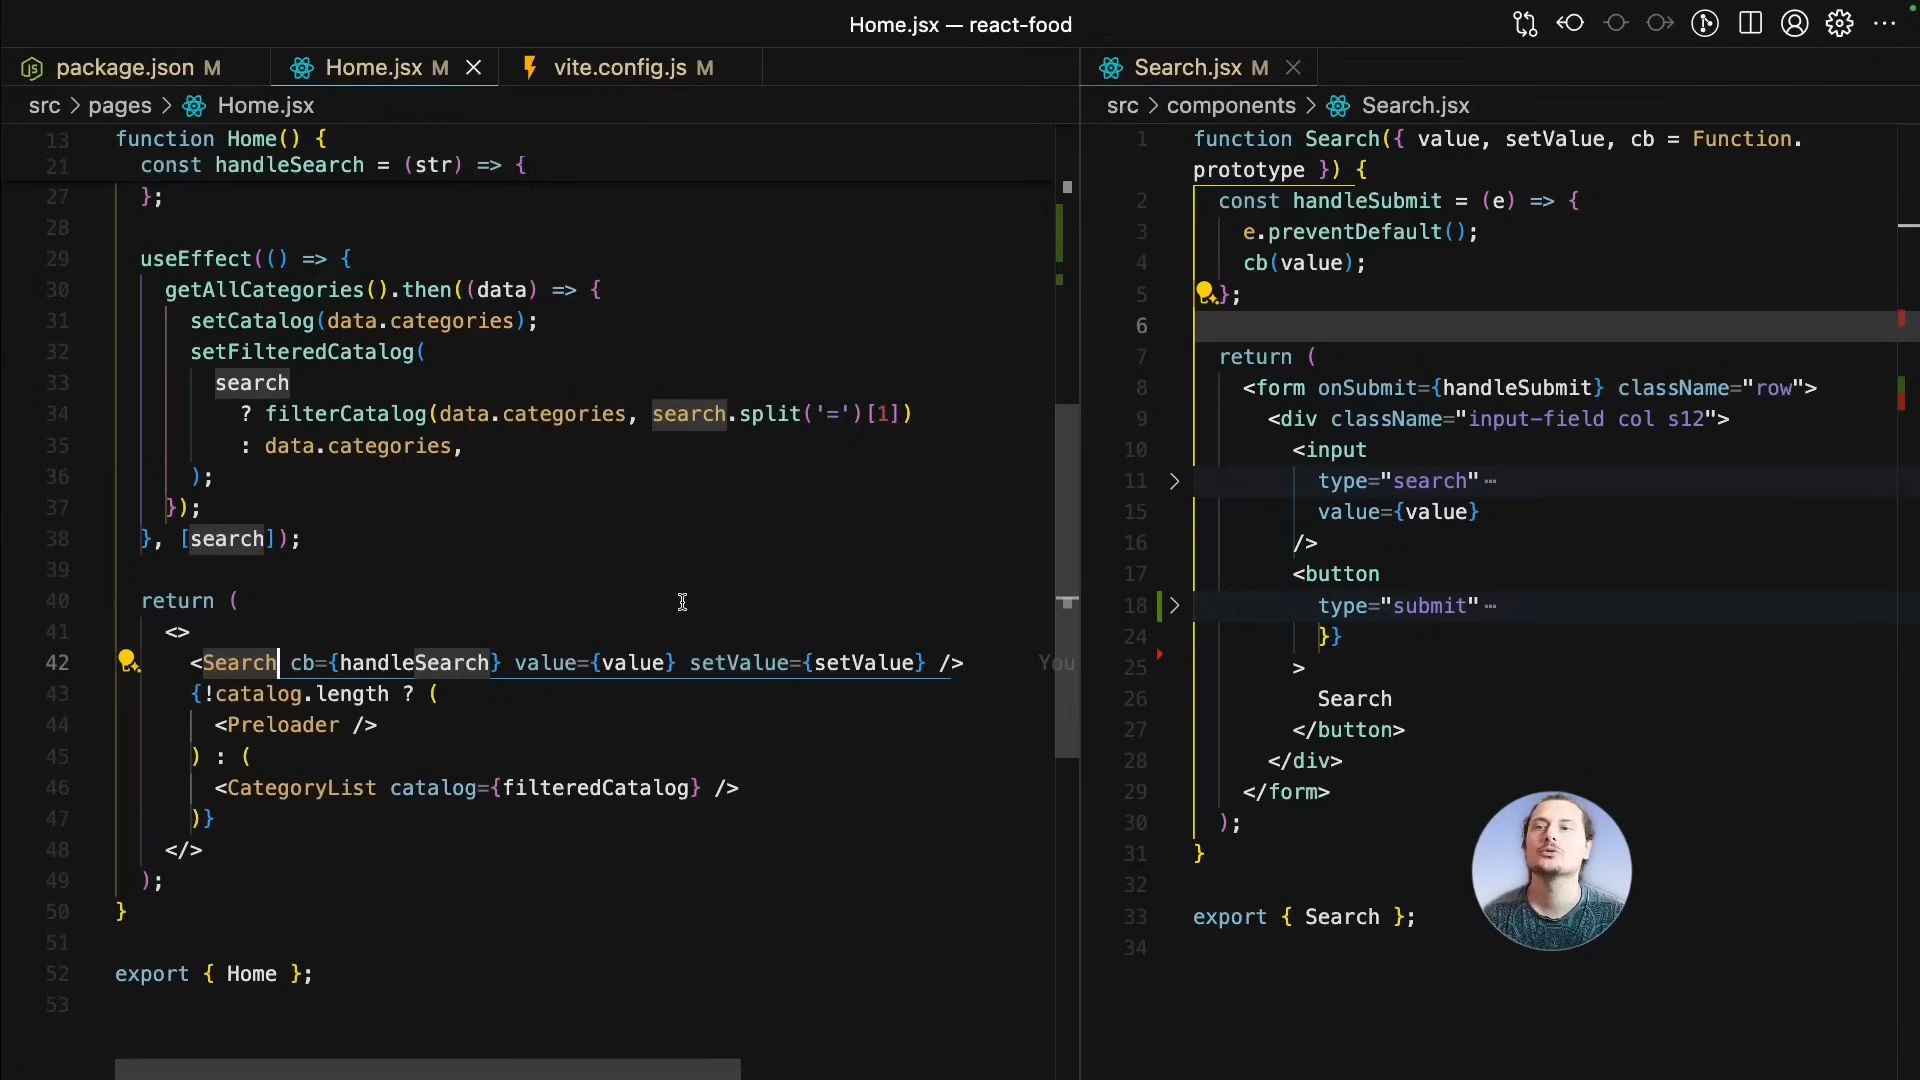 Home.jsx — react-food
package.json M
Home.jsx M
vite.config.js M
src > pages > Home.jsx
13 function Home() {
21 const handleSearch = (str) => {
27 };
28
29 useEffect(() => {
30 getAllCategories().then((data) => {
31 setCatalog(data.categories);
32 setFilteredCatalog(
33 search
34 ? filterCatalog(data.categories, search.split('=')[1])
35 : data.categories,
36 );
37 });
38 }, [search]);
39
40 return (
41 <>
42 <Search cb={handleSearch} value={value} setValue={setValue} /> You
43 {!catalog.length ? (
44 <Preloader />
45 ) : (
46 <CategoryList catalog={filteredCatalog} />
47 )}
48 </>
49 );
50 }
51
52 export { Home };
53
Search.jsx M
src > components > Search.jsx
1 function Search({ value, setValue, cb = Function.
prototype }) {
2 const handleSubmit = (e) => {
3 e.preventDefault();
4 cb(value);
5 };
6
7 return (
8 <form onSubmit={handleSubmit} className="row">
9 <div className="input-field col s12">
10 <input
11 type="search" ⋯
15 value={value}
16 />
17 <button
18 type="submit" ⋯
24 }}
25 >
26 Search
27 </button>
28 </div>
29 </form>
30 );
31 }
32
33 export { Search };
34